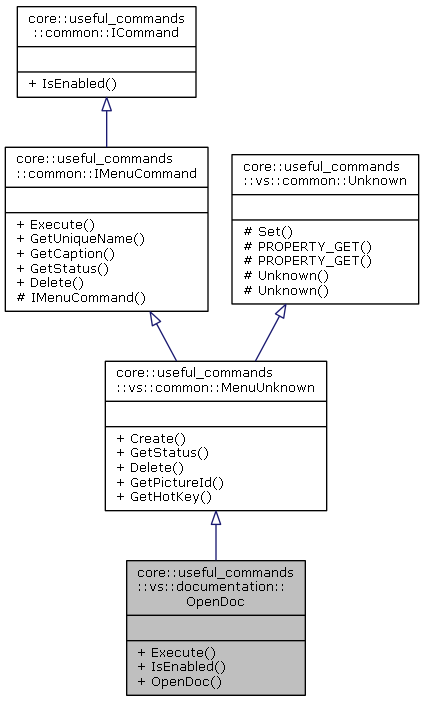 core::useful_commands
::common::ICommand
+ IsEnabled()
core::useful_commands
::common::IMenuCommand
+ Execute()
+ GetUniqueName()
+ GetCaption()
+ GetStatus()
+ Delete()
# IMenuCommand()
core::useful_commands
::vs::common::Unknown
# Set()
# PROPERTY_GET()
# PROPERTY_GET()
# Unknown()
# Unknown()
core::useful_commands
::vs::common::MenuUnknown
+ Create()
+ GetStatus()
+ Delete()
+ GetPictureId()
+ GetHotKey()
core::useful_commands
::vs::documentation::
OpenDoc
+ Execute()
+ IsEnabled()
+ OpenDoc()